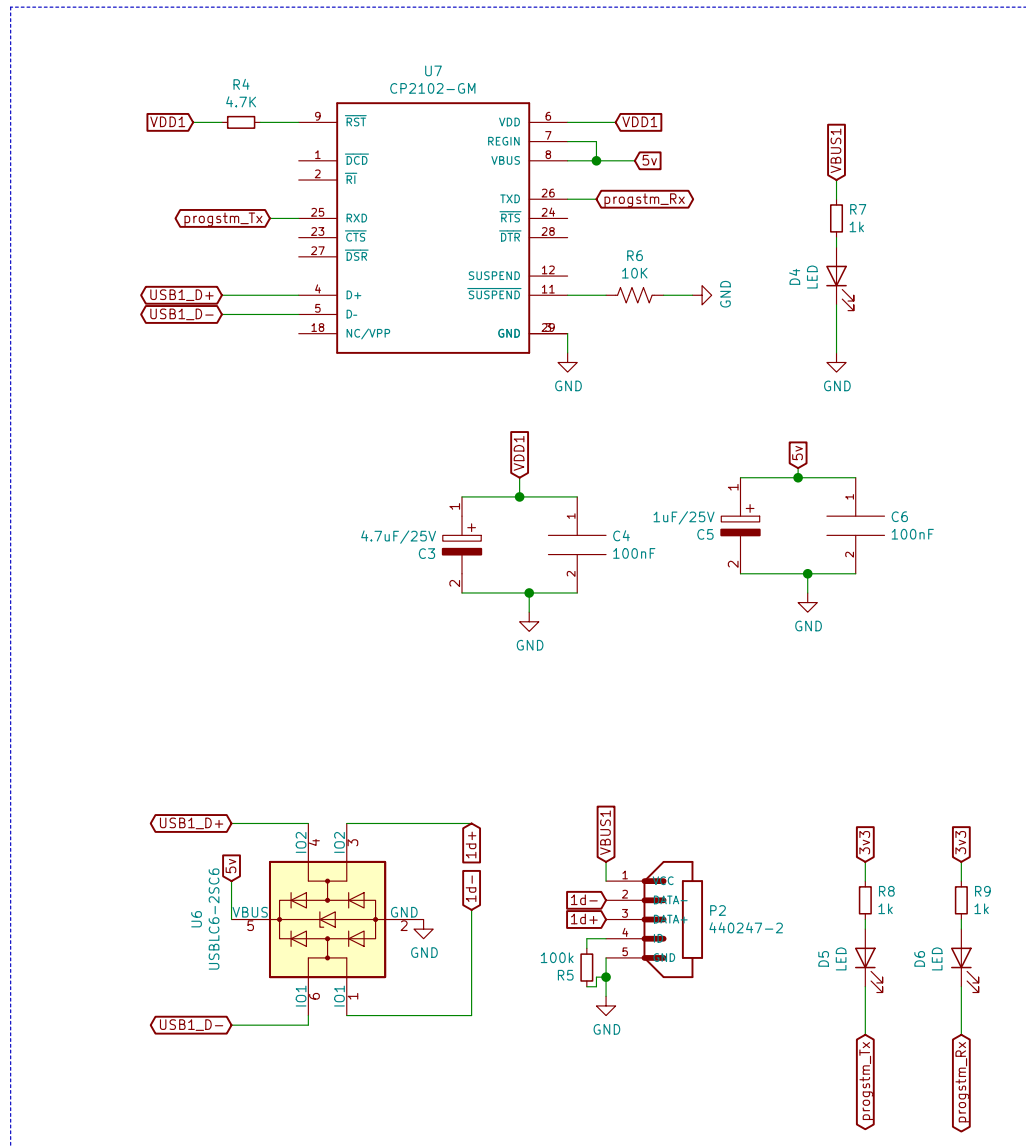 U7
CP2102-GM
R4
4.7K
VDD1
9
RST
1
DCD
2
RI
progstm_Tx
25
RXD
23
CTS
27
DSR
USB1_D+
4
D+
USB1_D-
5
D-
18
NC/VPP
VDD
6
VDD1
REGIN
7
VBUS
8
5v
TXD
26
progstm_Rx
RTS
24
DTR
28
SUSPEND
12
SUSPEND
11
R6
10K
GND
GND
29
GND
VBUS1
R7
1k
D4
LED
GND
VDD1
1
4.7uF/25V
C3
+
2
1
C4
100nF
2
GND
5v
1
1uF/25V
C5
+
2
1
C6
100nF
2
GND
USB1_D+
IO2
4
IO2
3
1d+
1d-
5v
U6
USBLC6-2SC6
VBUS
5
GND
2
GND
IO1
6
IO1
1
USB1_D-
VBUS1
1
VCC
1d-
2
DATA-
1d+
3
DATA+
4
ID
5
GND
P2
440247-2
100k
R5
GND
3v3
R8
1k
D5
LED
progstm_Tx
3v3
R9
1k
D6
LED
progstm_Rx